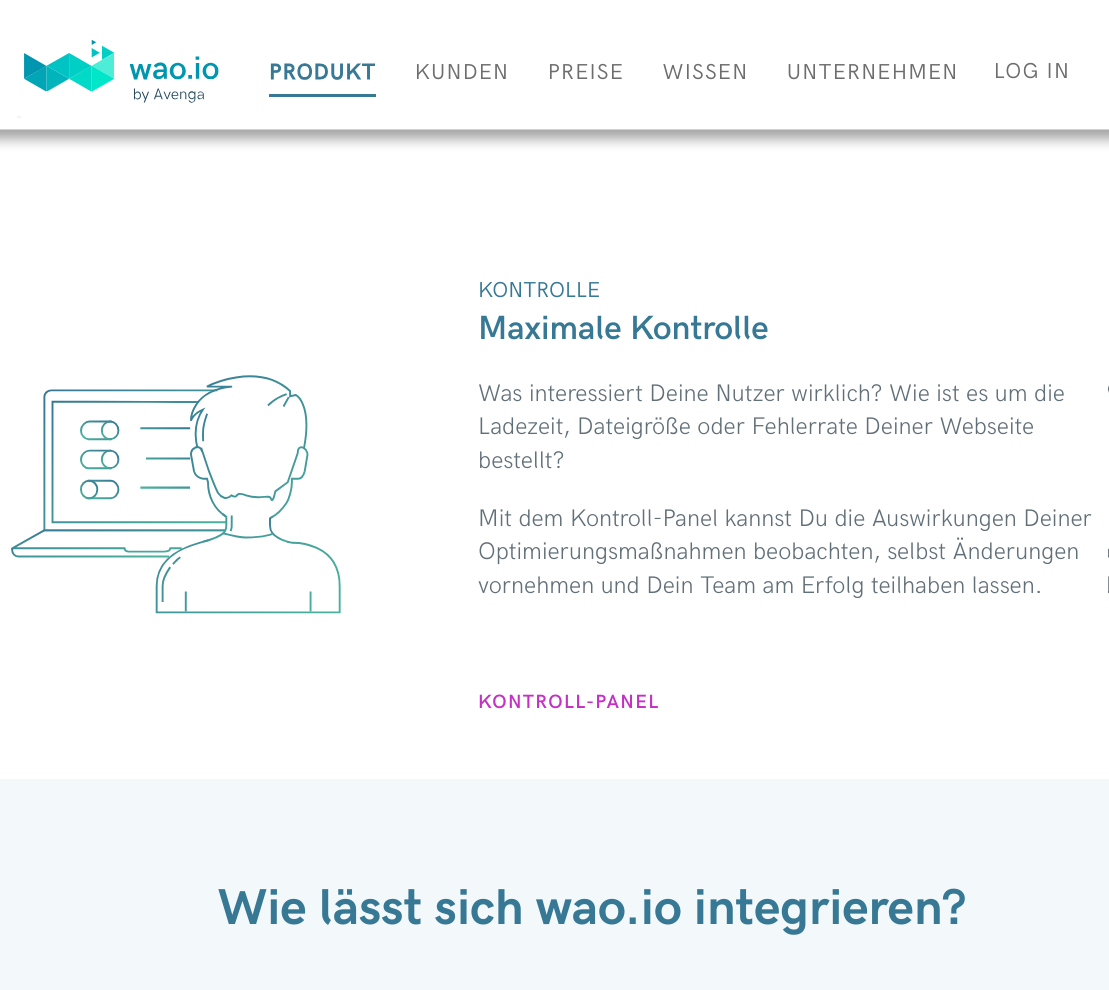 wao.io
by Avenga
PRODUKT
KUNDEN
PREISE
WISSEN
UNTERNEHMEN
LOG IN
KONTROLLE
Maximale Kontrolle
Was interessiert Deine Nutzer wirklich? Wie ist es um die
Ladezeit, Dateigröße oder Fehlerrate Deiner Webseite
bestellt?
Mit dem Kontroll-Panel kannst Du die Auswirkungen Deiner
Optimierungsmaßnahmen beobachten, selbst Änderungen
vornehmen und Dein Team am Erfolg teilhaben lassen.
KONTROLL-PANEL
Wie lässt sich wao.io integrieren?